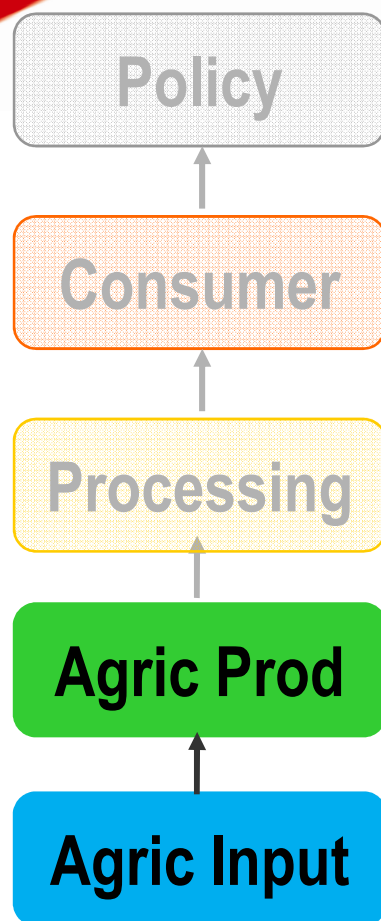 Policy
Consumer
Processing
Agric Prod
Agric Input